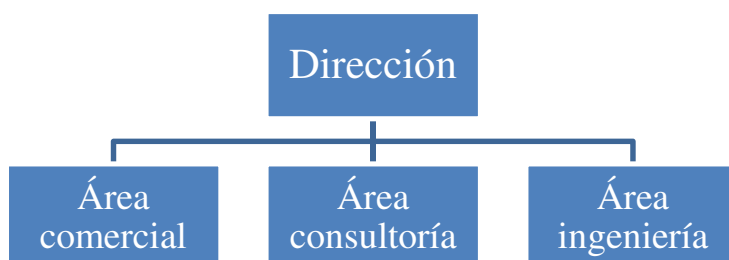 Dirección
Área
comercial
Área
consultoría
Área
ingeniería